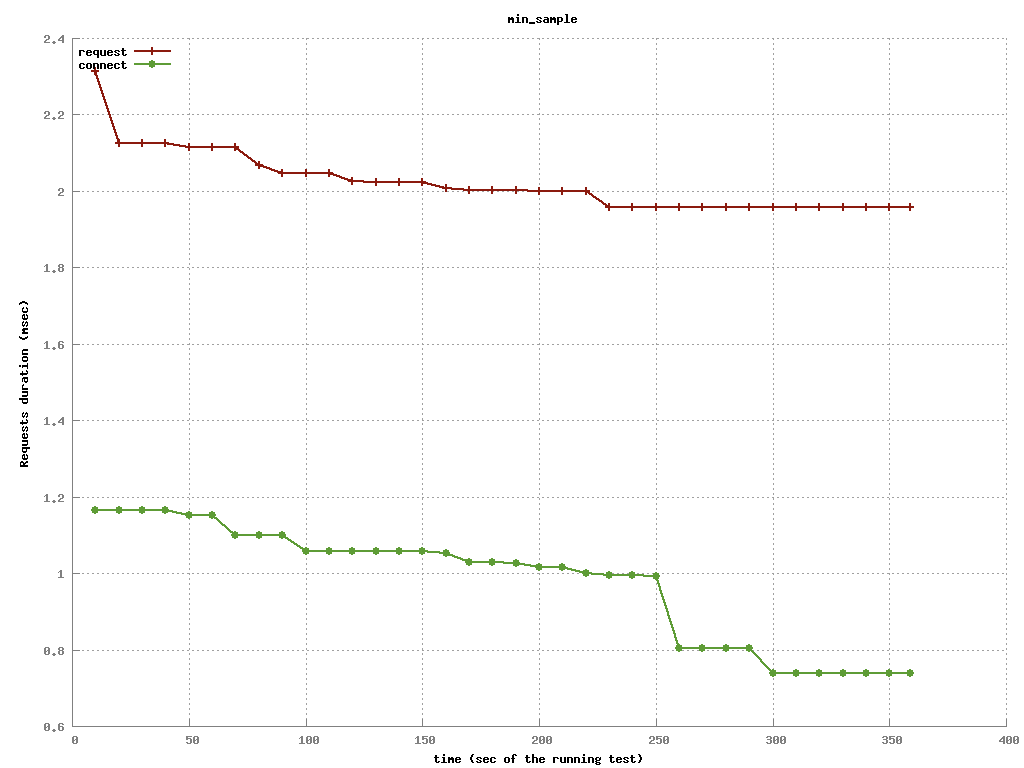 min_sample
2.4
request
connect
2.2
2
1.8
1.6
Requests duration (msec)
1.4
1.2
1
0.8
0.6
0 50 100 150 200 250 300 350 400
time (sec of the running test)